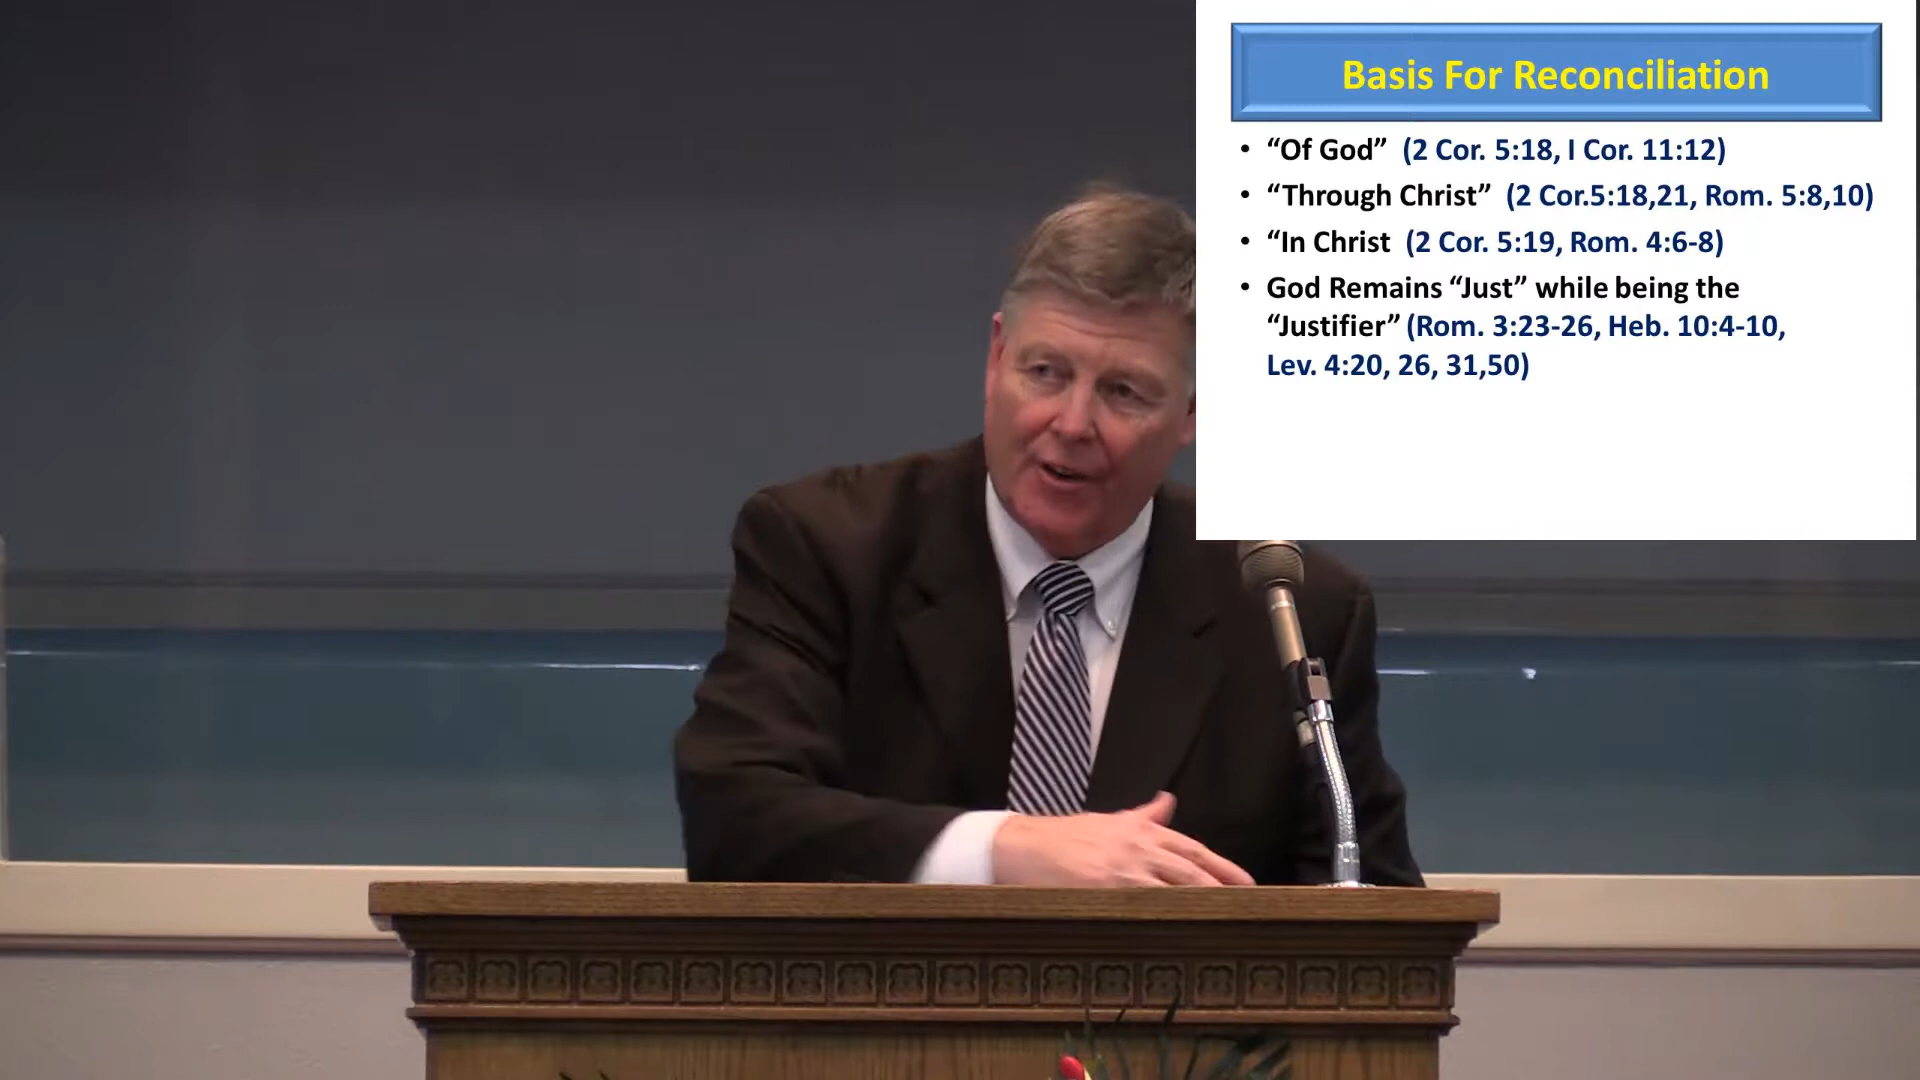 Basis For Reconciliation
• “Of God” (2 Cor. 5:18, I Cor. 11:12)
• “Through Christ” (2 Cor.5:18,21, Rom. 5:8,10)
• “In Christ (2 Cor. 5:19, Rom. 4:6-8)
• God Remains “Just” while being the
“Justifier” (Rom. 3:23-26, Heb. 10:4-10,
Lev. 4:20, 26, 31,50)